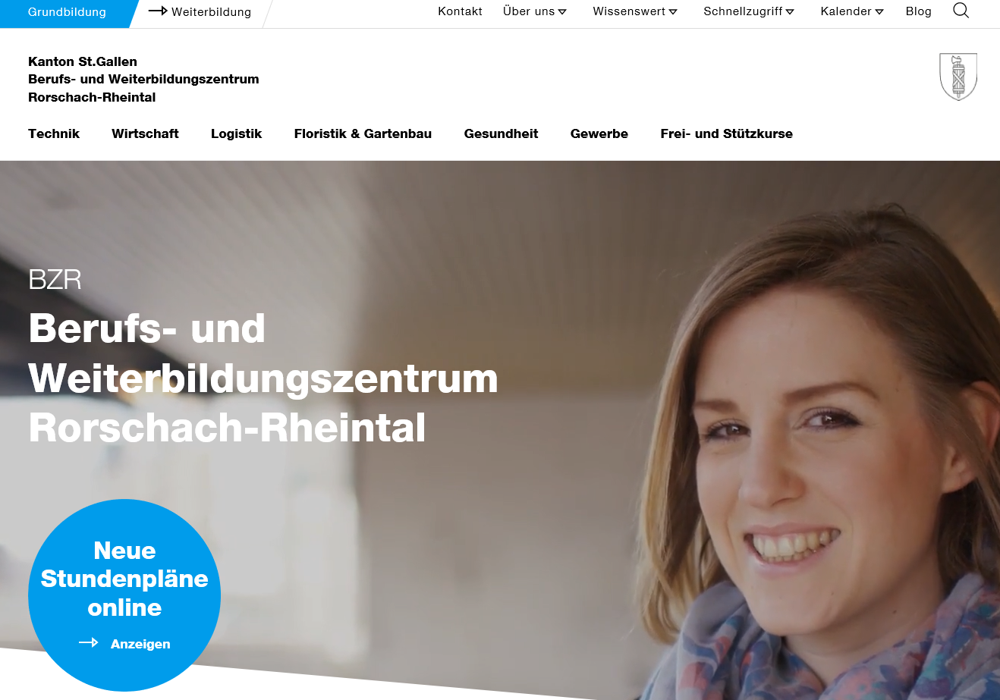 Grundbildung
Weiterbildung
Kontakt
Über uns
Wissenswert
Schnellzugriff
Kalender
Blog
Kanton St.Gallen
Berufs- und Weiterbildungszentrum
Rorschach-Rheintal
Technik
Wirtschaft
Logistik
Floristik & Gartenbau
Gesundheit
Gewerbe
Frei- und Stützkurse
BZR
Berufs- und
Weiterbildungszentrum
Rorschach-Rheintal
Neue
Stundenpläne
online
Anzeigen